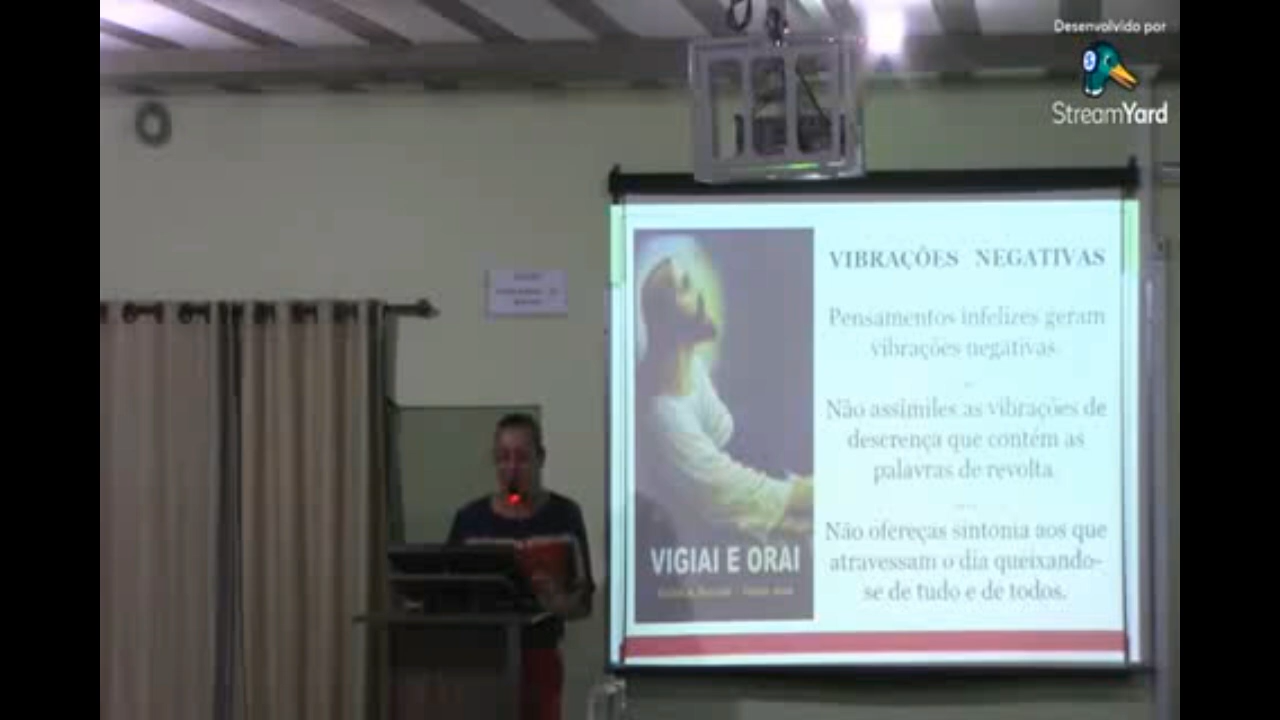 Desenvolvido por
StreamYard
VIBRAÇÕES NEGATIVAS
Pensamentos infelizes geram
vibrações negativas.
Não assimiles as vibrações de
descrença que contém as
palavras de revolta.
Não ofereças sintonia aos que
atravessam o dia queixando-
se de tudo e de todos.
VIGIAI E ORAI